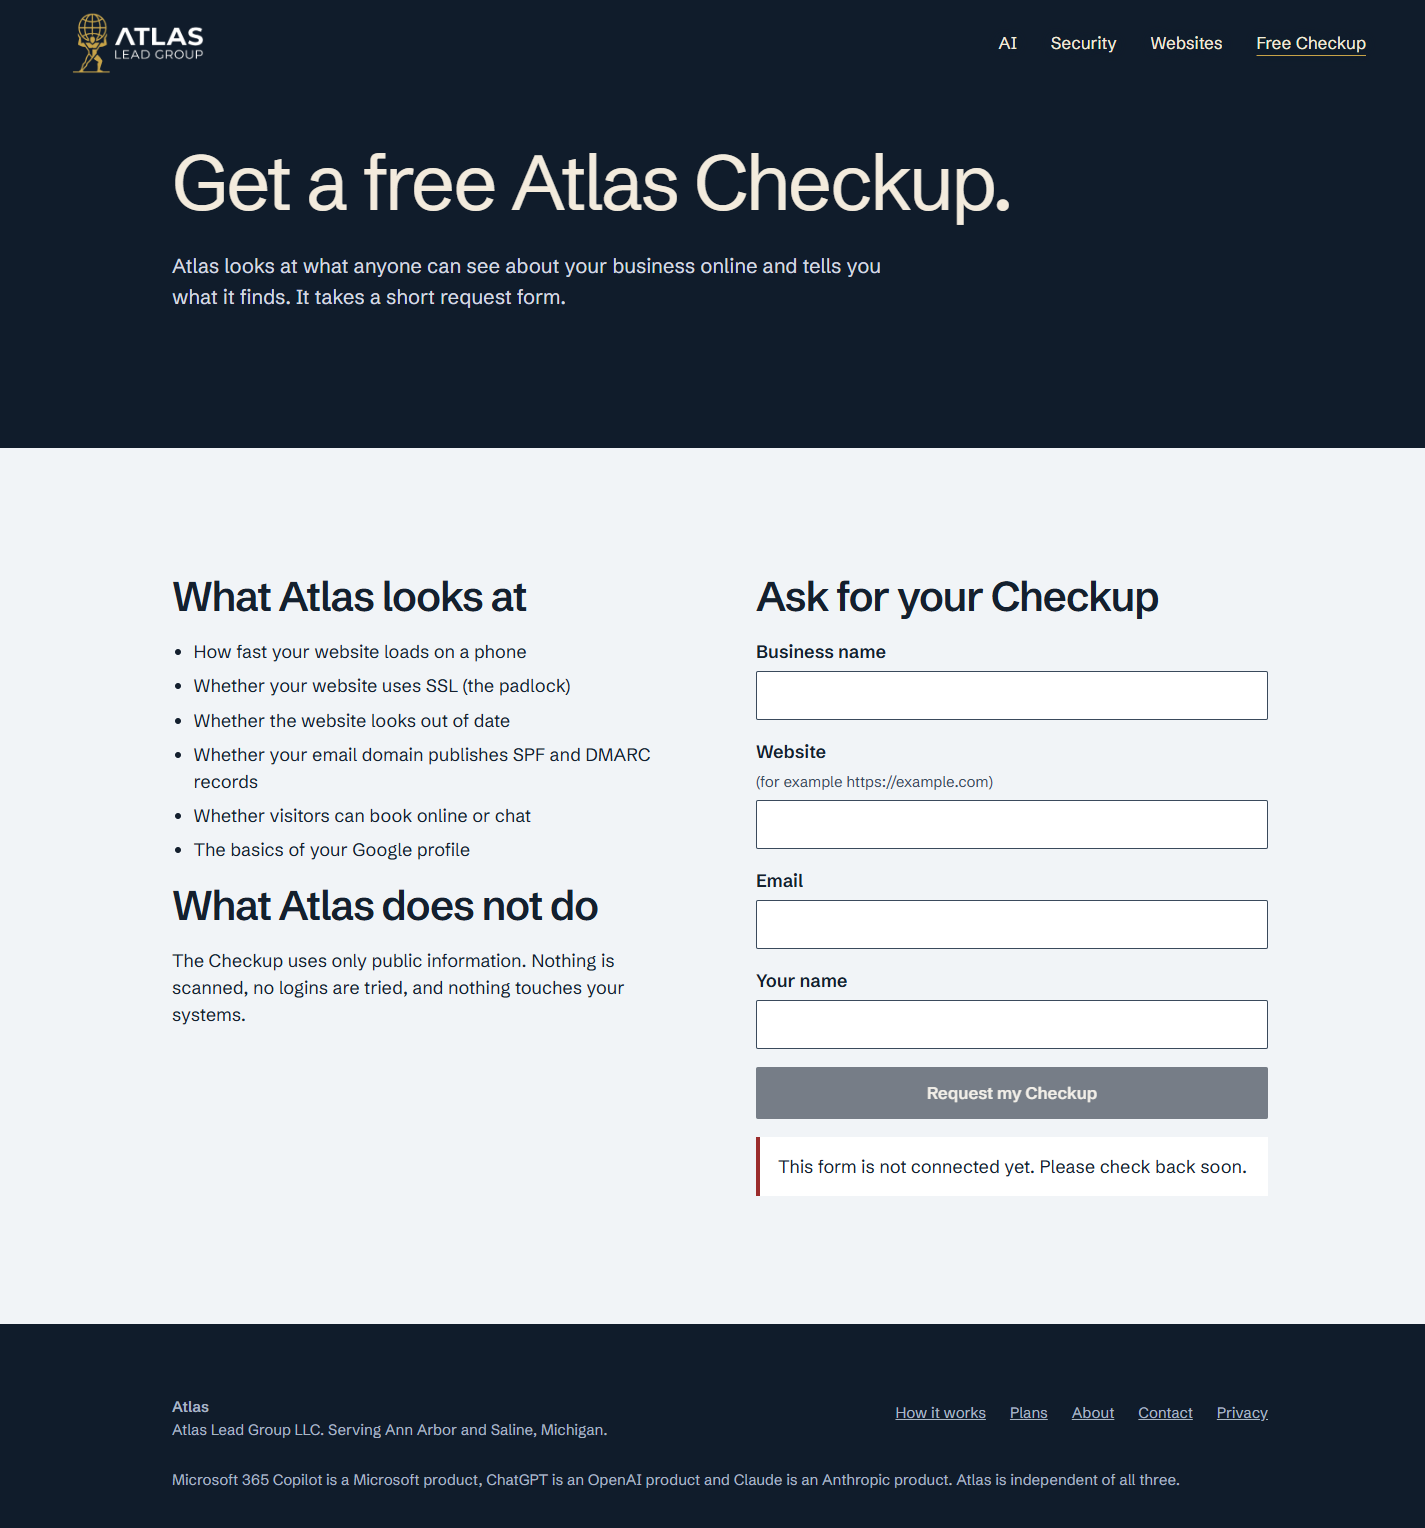 ATLAS
LEAD GROUP
AI
Security
Websites
Free Checkup
Get a free Atlas Checkup.
Atlas looks at what anyone can see about your business online and tells you
what it finds. It takes a short request form.
What Atlas looks at
• How fast your website loads on a phone
• Whether your website uses SSL (the padlock)
• Whether the website looks out of date
• Whether your email domain publishes SPF and DMARC
records
• Whether visitors can book online or chat
• The basics of your Google profile
What Atlas does not do
The Checkup uses only public information. Nothing is
scanned, no logins are tried, and nothing touches your
systems.
Ask for your Checkup
Business name
Website
(for example https://example.com)
Email
Your name
Request my Checkup
This form is not connected yet. Please check back soon.
Atlas
Atlas Lead Group LLC. Serving Ann Arbor and Saline, Michigan.
How it works
Plans
About
Contact
Privacy
Microsoft 365 Copilot is a Microsoft product, ChatGPT is an OpenAI product and Claude is an Anthropic product. Atlas is independent of all three.